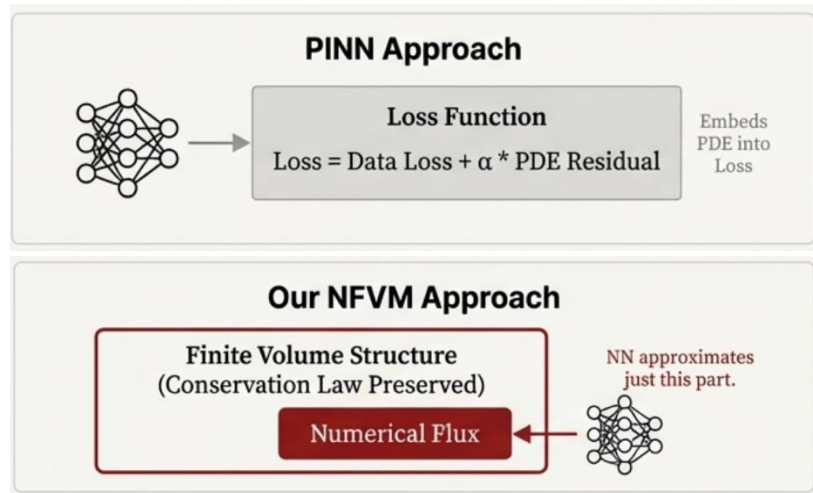 PINN Approach
Loss Function
Loss = Data Loss + α * PDE Residual
Embeds
PDE into
Loss
Our NFVM Approach
Finite Volume Structure
(Conservation Law Preserved)
Numerical Flux
NN approximates
just this part.